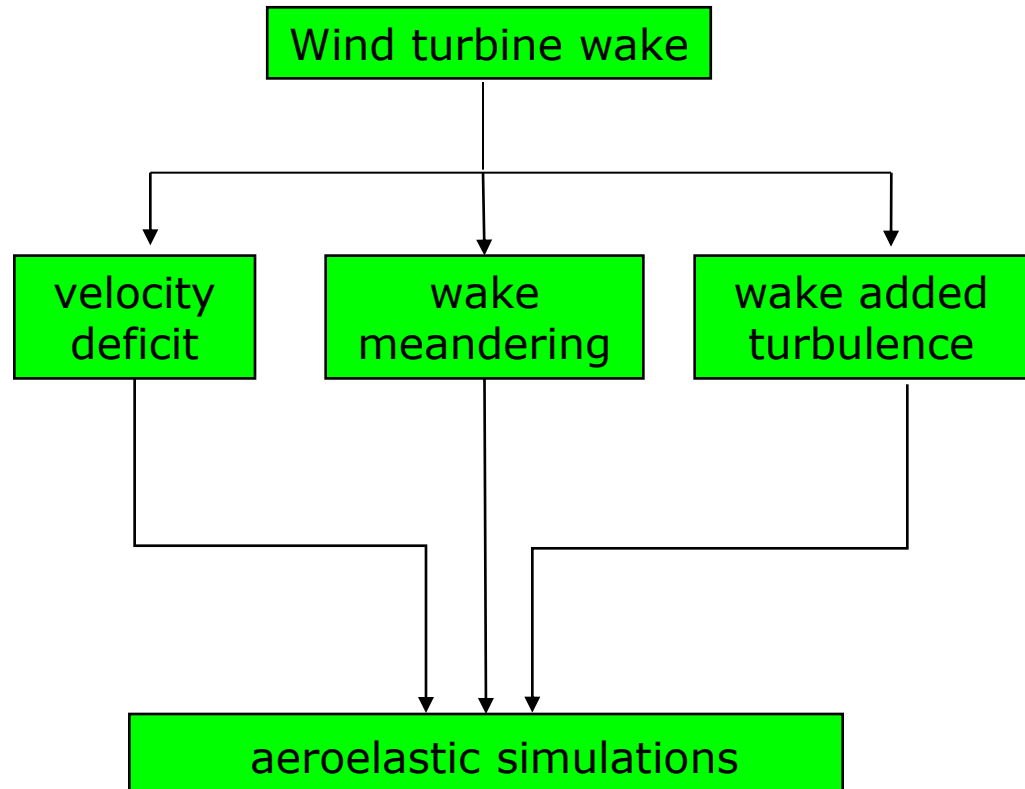 Wind turbine wake
velocity
deficit
wake
meandering
wake added
turbulence
aeroelastic simulations